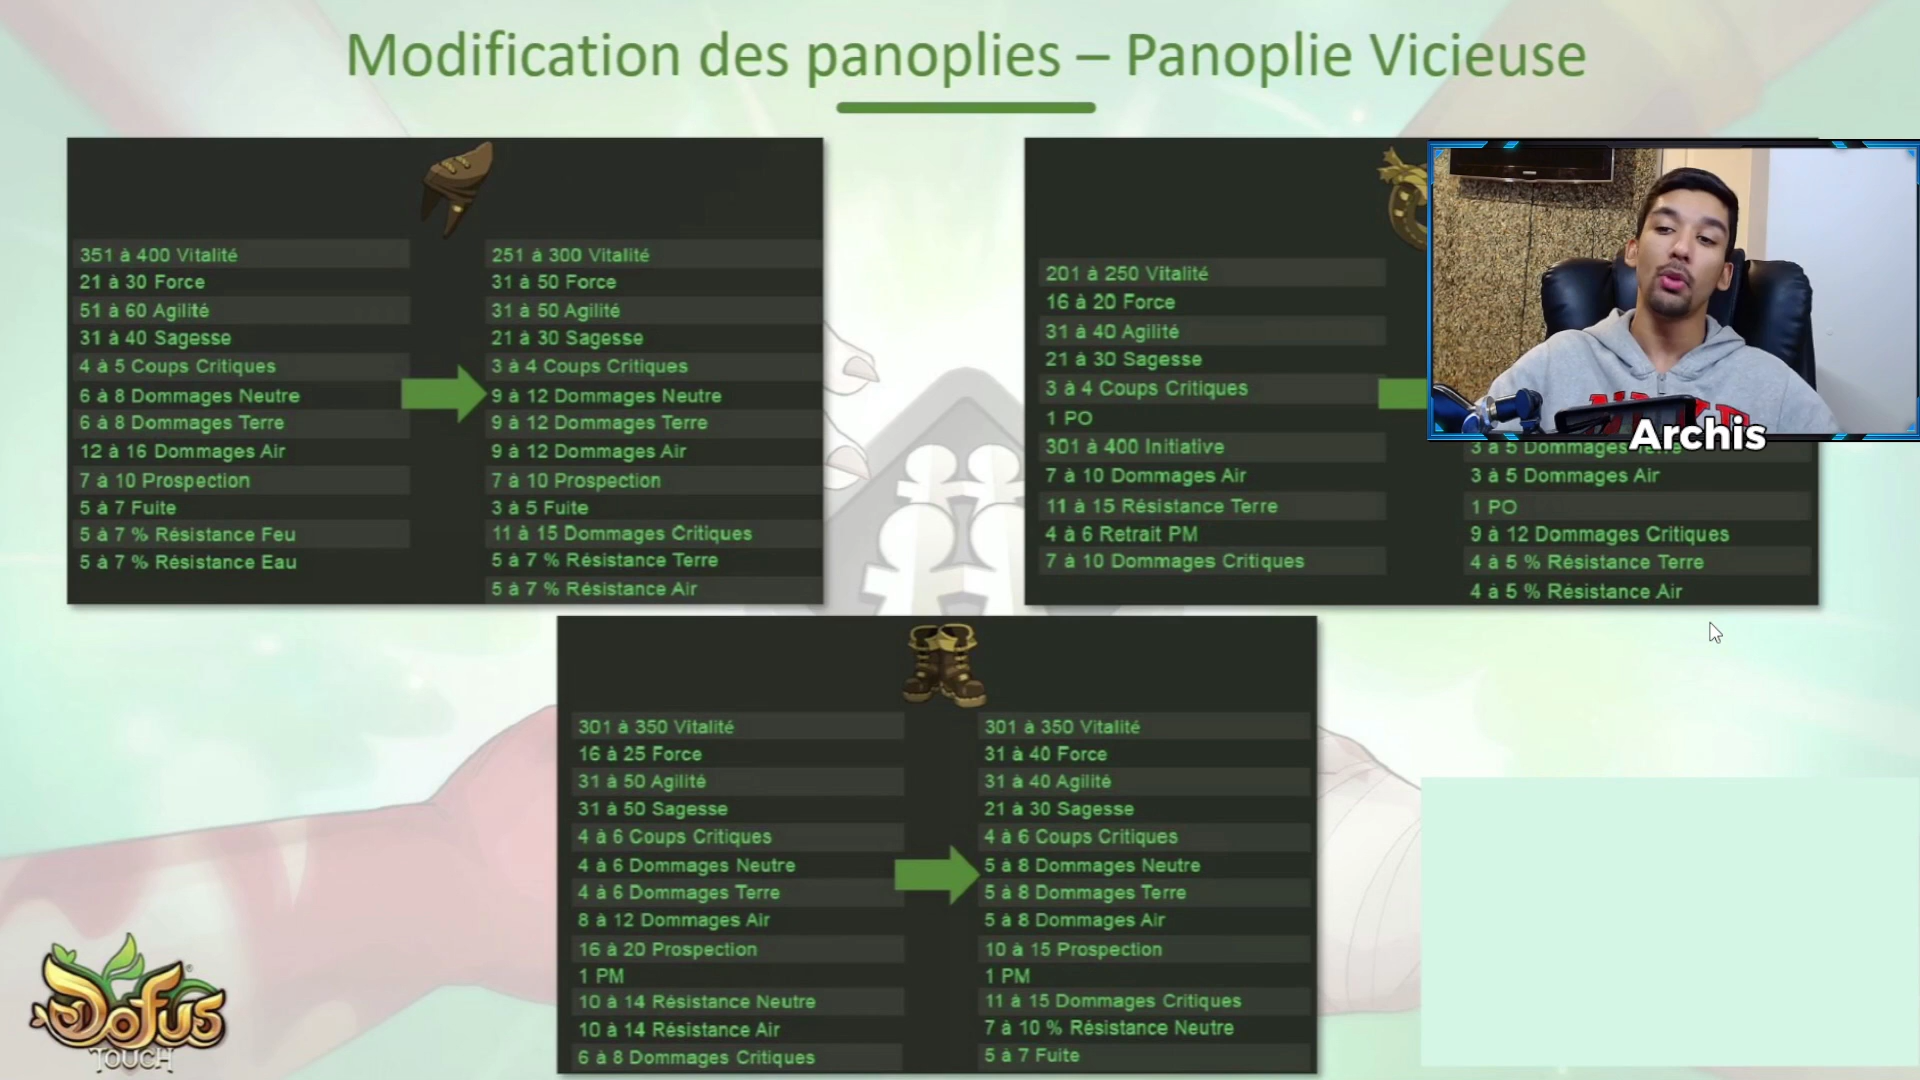 Modification des panoplies – Panoplie Vicieuse
351 à 400 Vitalité
21 à 30 Force
51 à 60 Agilité
31 à 40 Sagesse
4 à 5 Coups Critiques
6 à 8 Dommages Neutre
6 à 8 Dommages Terre
12 à 16 Dommages Air
7 à 10 Prospection
5 à 7 Fuite
5 à 7 % Résistance Feu
5 à 7 % Résistance Eau
251 à 300 Vitalité
31 à 50 Force
31 à 50 Agilité
21 à 30 Sagesse
3 à 4 Coups Critiques
9 à 12 Dommages Neutre
9 à 12 Dommages Terre
9 à 12 Dommages Air
7 à 10 Prospection
3 à 5 Fuite
11 à 15 Dommages Critiques
5 à 7 % Résistance Terre
5 à 7 % Résistance Air
201 à 250 Vitalité
16 à 20 Force
31 à 40 Agilité
21 à 30 Sagesse
3 à 4 Coups Critiques
1 PO
301 à 400 Initiative
7 à 10 Dommages Air
11 à 15 Résistance Terre
4 à 6 Retrait PM
7 à 10 Dommages Critiques
Archis
3 à 5 Dommages Terre
3 à 5 Dommages Air
1 PO
9 à 12 Dommages Critiques
4 à 5 % Résistance Terre
4 à 5 % Résistance Air
301 à 350 Vitalité
16 à 25 Force
31 à 50 Agilité
31 à 50 Sagesse
4 à 6 Coups Critiques
4 à 6 Dommages Neutre
4 à 6 Dommages Terre
8 à 12 Dommages Air
16 à 20 Prospection
1 PM
10 à 14 Résistance Neutre
10 à 14 Résistance Air
6 à 8 Dommages Critiques
301 à 350 Vitalité
31 à 40 Force
31 à 40 Agilité
21 à 30 Sagesse
4 à 6 Coups Critiques
5 à 8 Dommages Neutre
5 à 8 Dommages Terre
5 à 8 Dommages Air
10 à 15 Prospection
1 PM
11 à 15 Dommages Critiques
7 à 10 % Résistance Neutre
5 à 7 Fuite
DOFUS
TOUCH